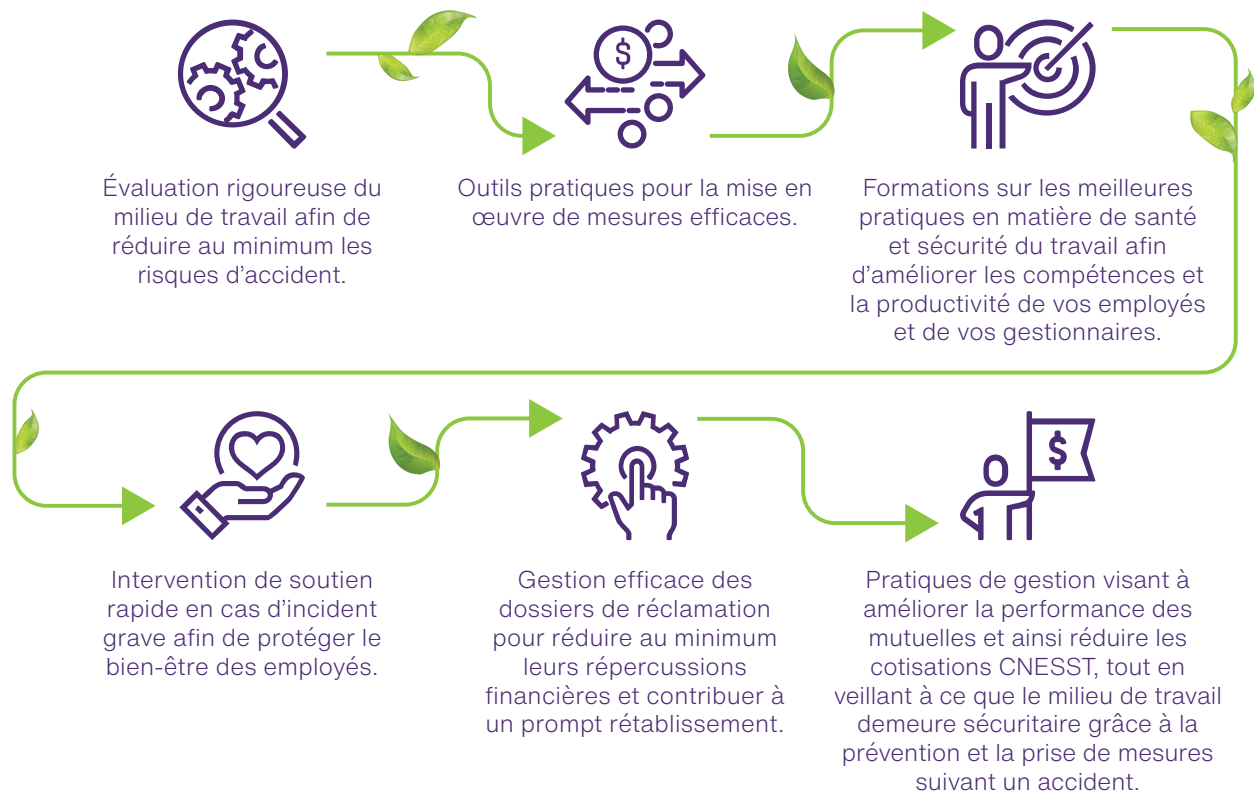 $
Évaluation rigoureuse du
milieu de travail afin de
réduire au minimum les
risques d’accident.
Outils pratiques pour la mise en
œuvre de mesures efficaces.
Formations sur les meilleures
pratiques en matière de santé
et sécurité du travail afin
d’améliorer les compétences et
la productivité de vos employés
et de vos gestionnaires.
$
Intervention de soutien
rapide en cas d’incident
grave afin de protéger le
bien-être des employés.
Gestion efficace des
dossiers de réclamation
pour réduire au minimum
leurs répercussions
financières et contribuer à
un prompt rétablissement.
Pratiques de gestion visant à
améliorer la performance des
mutuelles et ainsi réduire les
cotisations CNESST, tout en
veillant à ce que le milieu de travail
demeure sécuritaire grâce à la
prévention et la prise de mesures
suivant un accident.